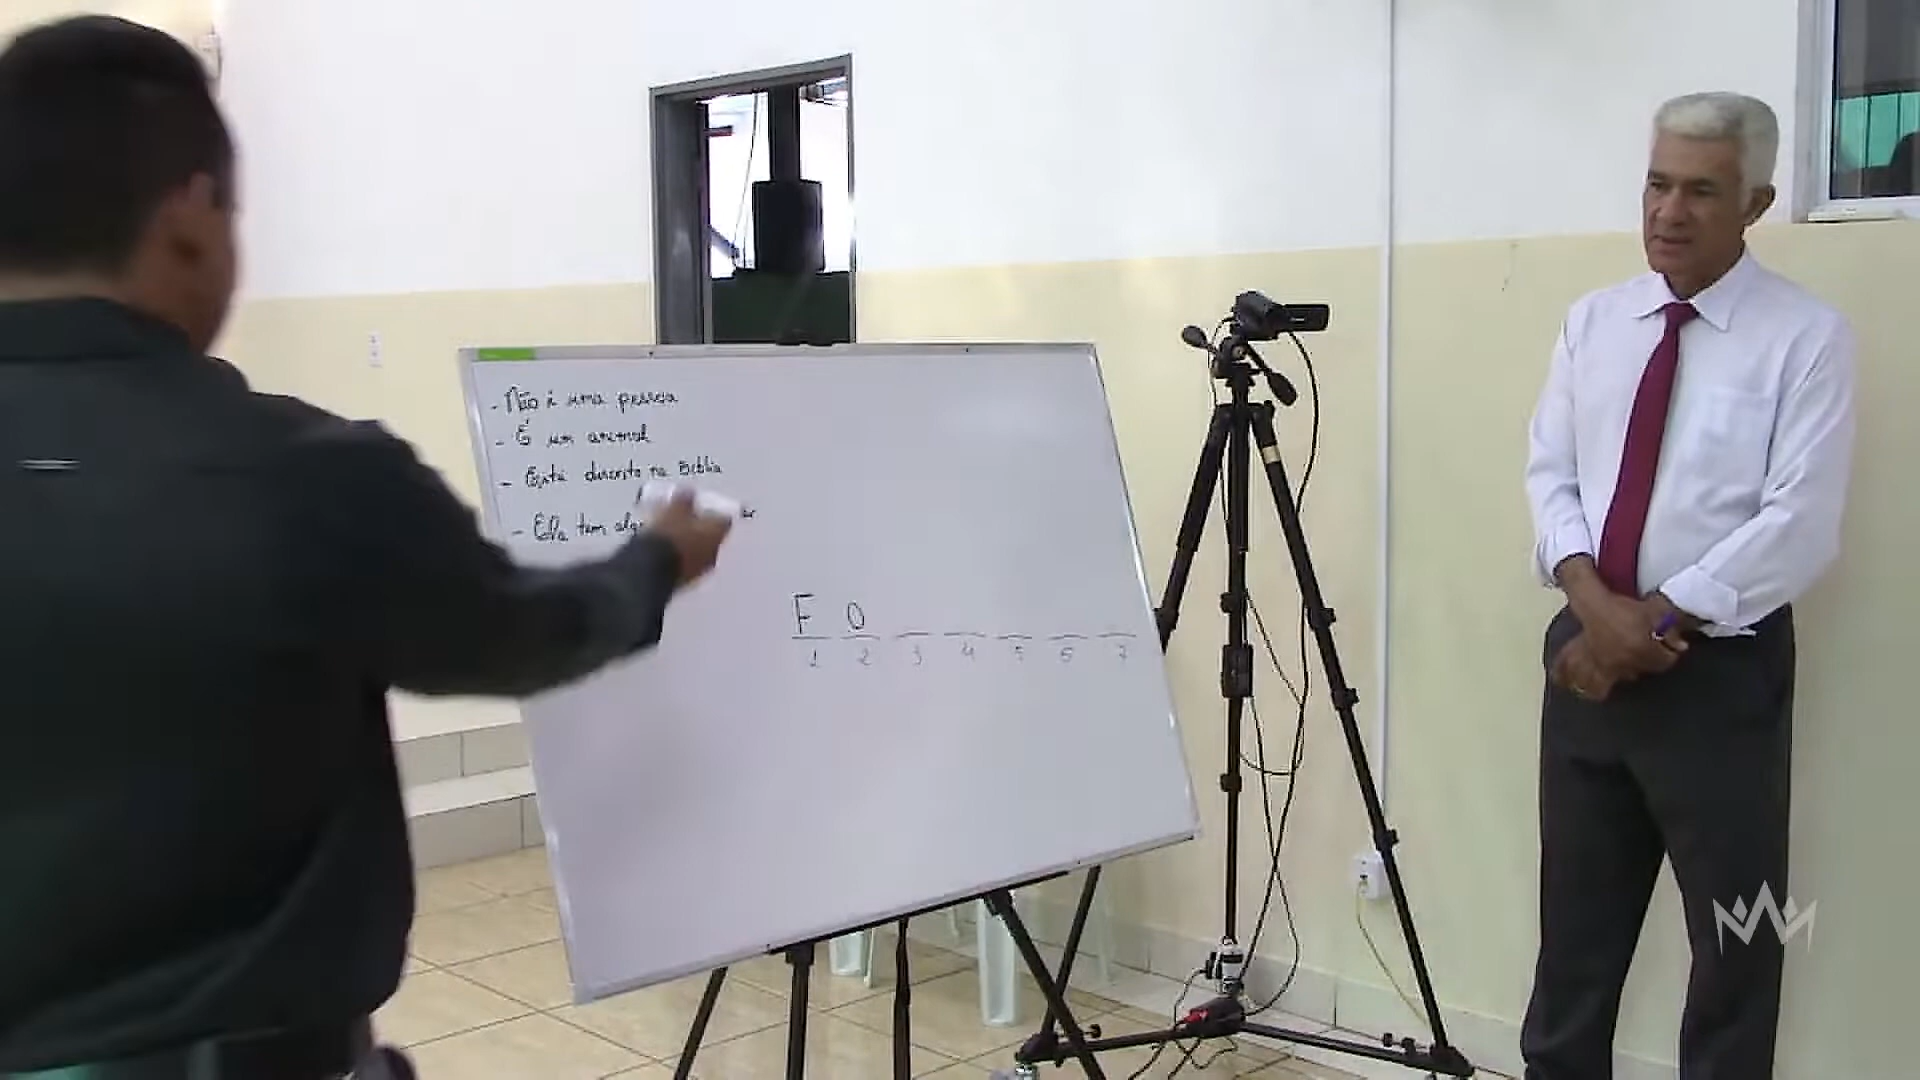 - Não é uma pessoa
- É um animal
- Está descrito na Bíblia
- Ela tem
F O _ _ _ _ _
1 2 3 4 5 6 7